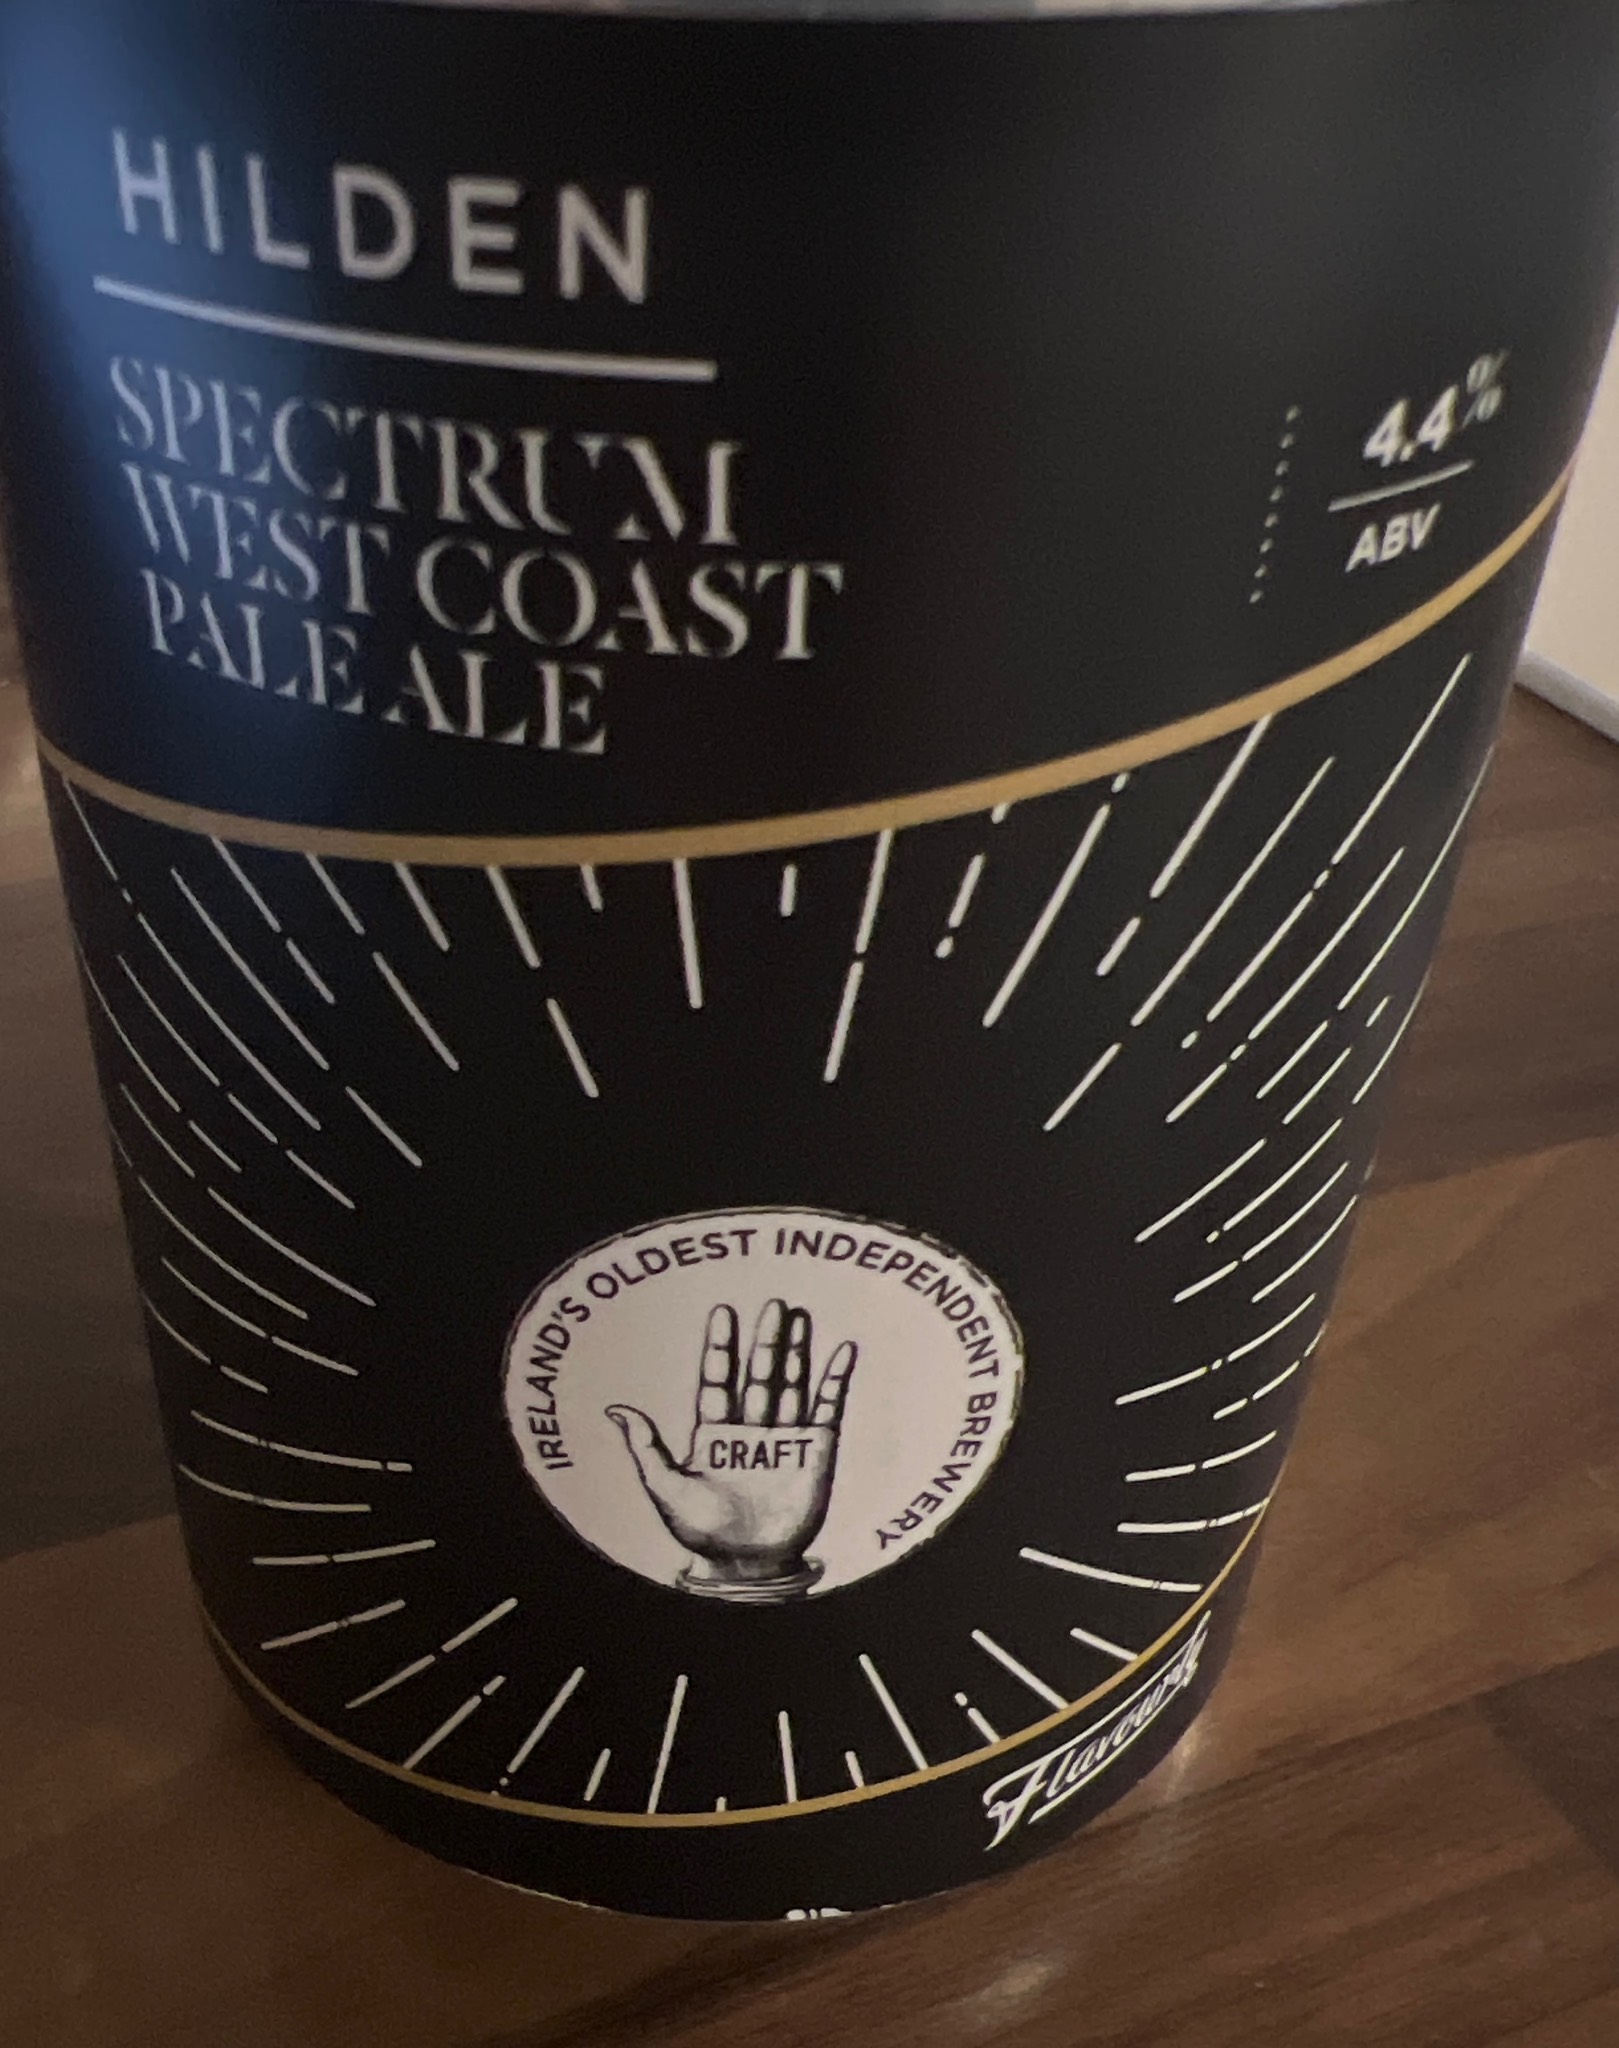 HILDEN
SPECTRUM
WEST COAST
PALE ALE
4.4%
ABV
IRELAND'S OLDEST INDEPENDENT BREWERY
CRAFT